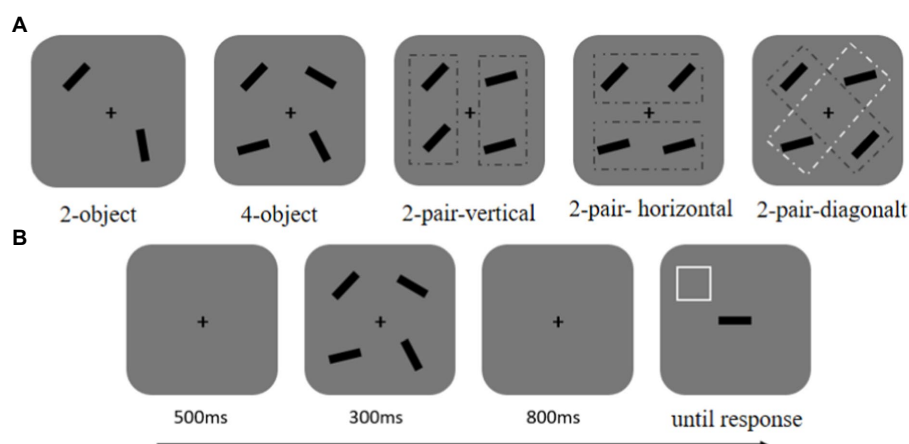 A
2-object 4-object 2-pair-vertical 2-pair- horizontal 2-pair-diagonalt
B
500ms 300ms 800ms until response